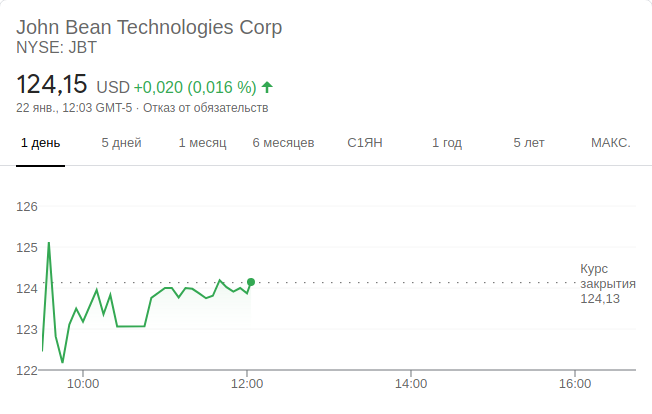 John Bean Technologies Corp
NYSE: JBT
124,15 USD +0,020 (0,016 %)
22 янв., 12:03 GMT-5 · Отказ от обязательств
1 день 5 дней 1 месяц 6 месяцев С1ЯН 1 год 5 лет МАКС.
126
125
124
123
122
Курс
закрытия
124,13
10:00 12:00 14:00 16:00